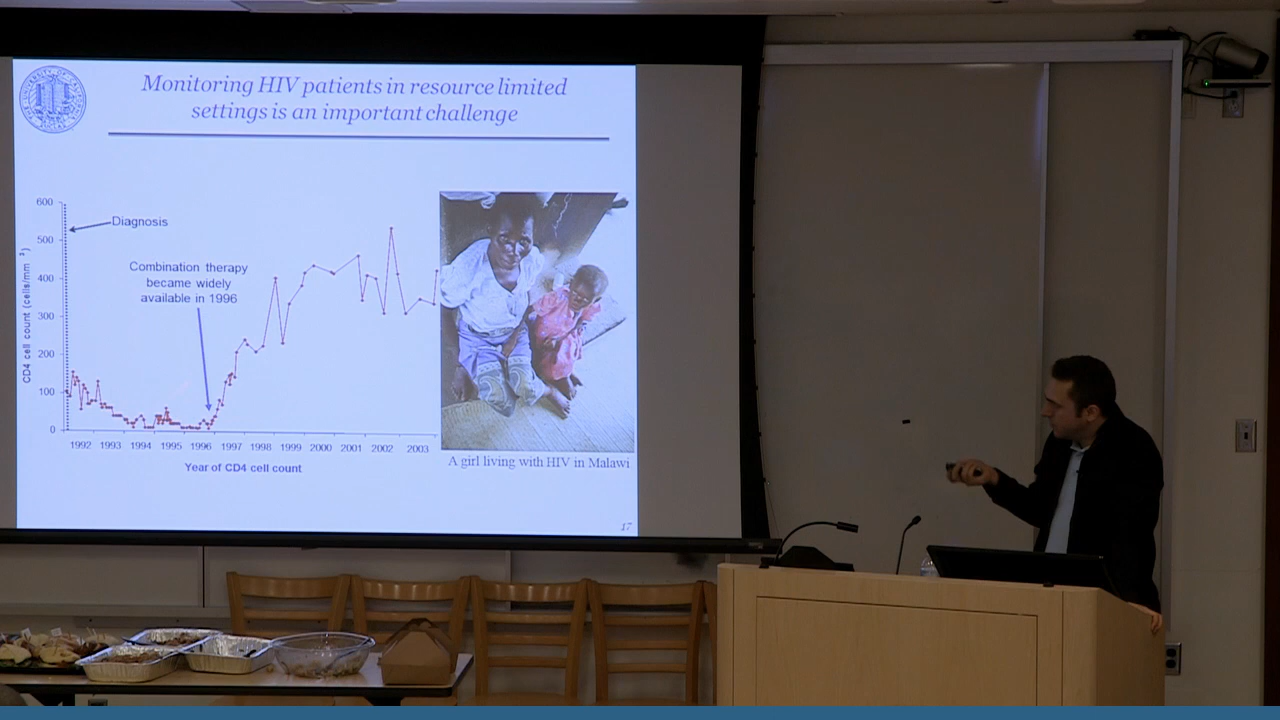 Monitoring HIV patients in resource limited
settings is an important challenge
600
500
400
300
200
100
0
CD4 cell count (cells/mm ³)
Diagnosis
Combination therapy
became widely
available in 1996
1992 1993 1994 1995 1996 1997 1998 1999 2000 2001 2002 2003
Year of CD4 cell count
A girl living with HIV in Malawi
17